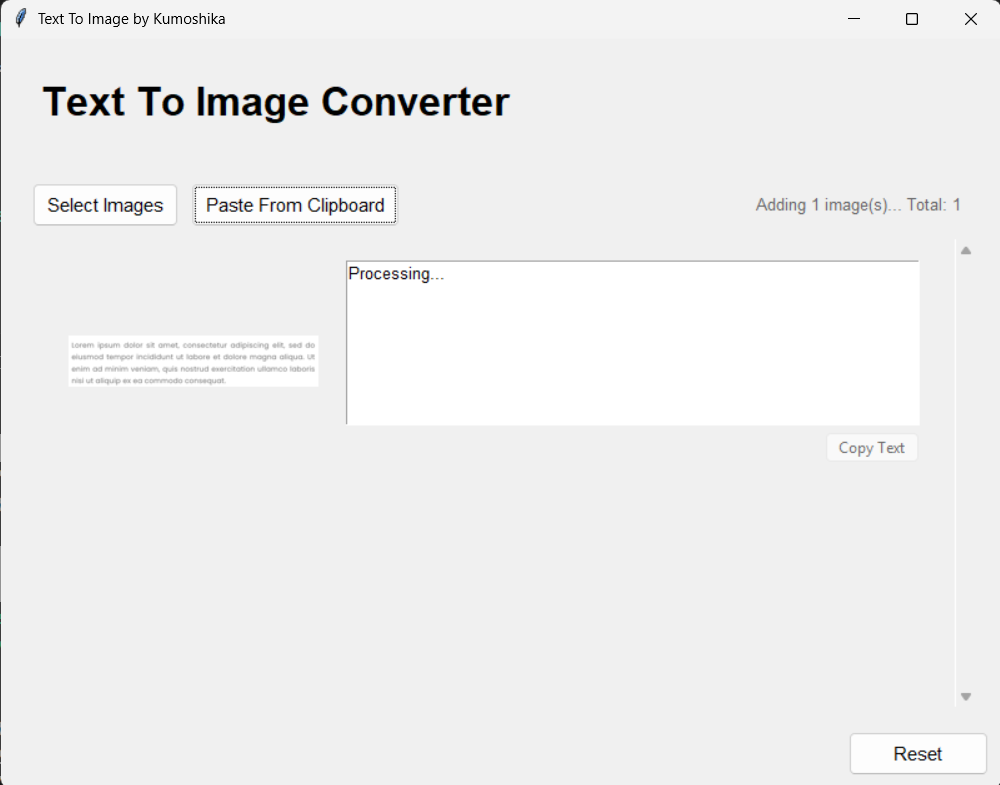 Text To Image by Kumoshika
Text To Image Converter
Select Images
Paste From Clipboard
Adding 1 image(s)... Total: 1
Processing...
Lorem ipsum dolor sit amet, consectetur adipiscing elit, sed do
eiusmod tempor incididunt ut labore et dolore magna aliqua. Ut
enim ad minim veniam, quis nostrud exercitation ullamco laboris
nisi ut aliquip ex ea commodo consequat.
Copy Text
Reset